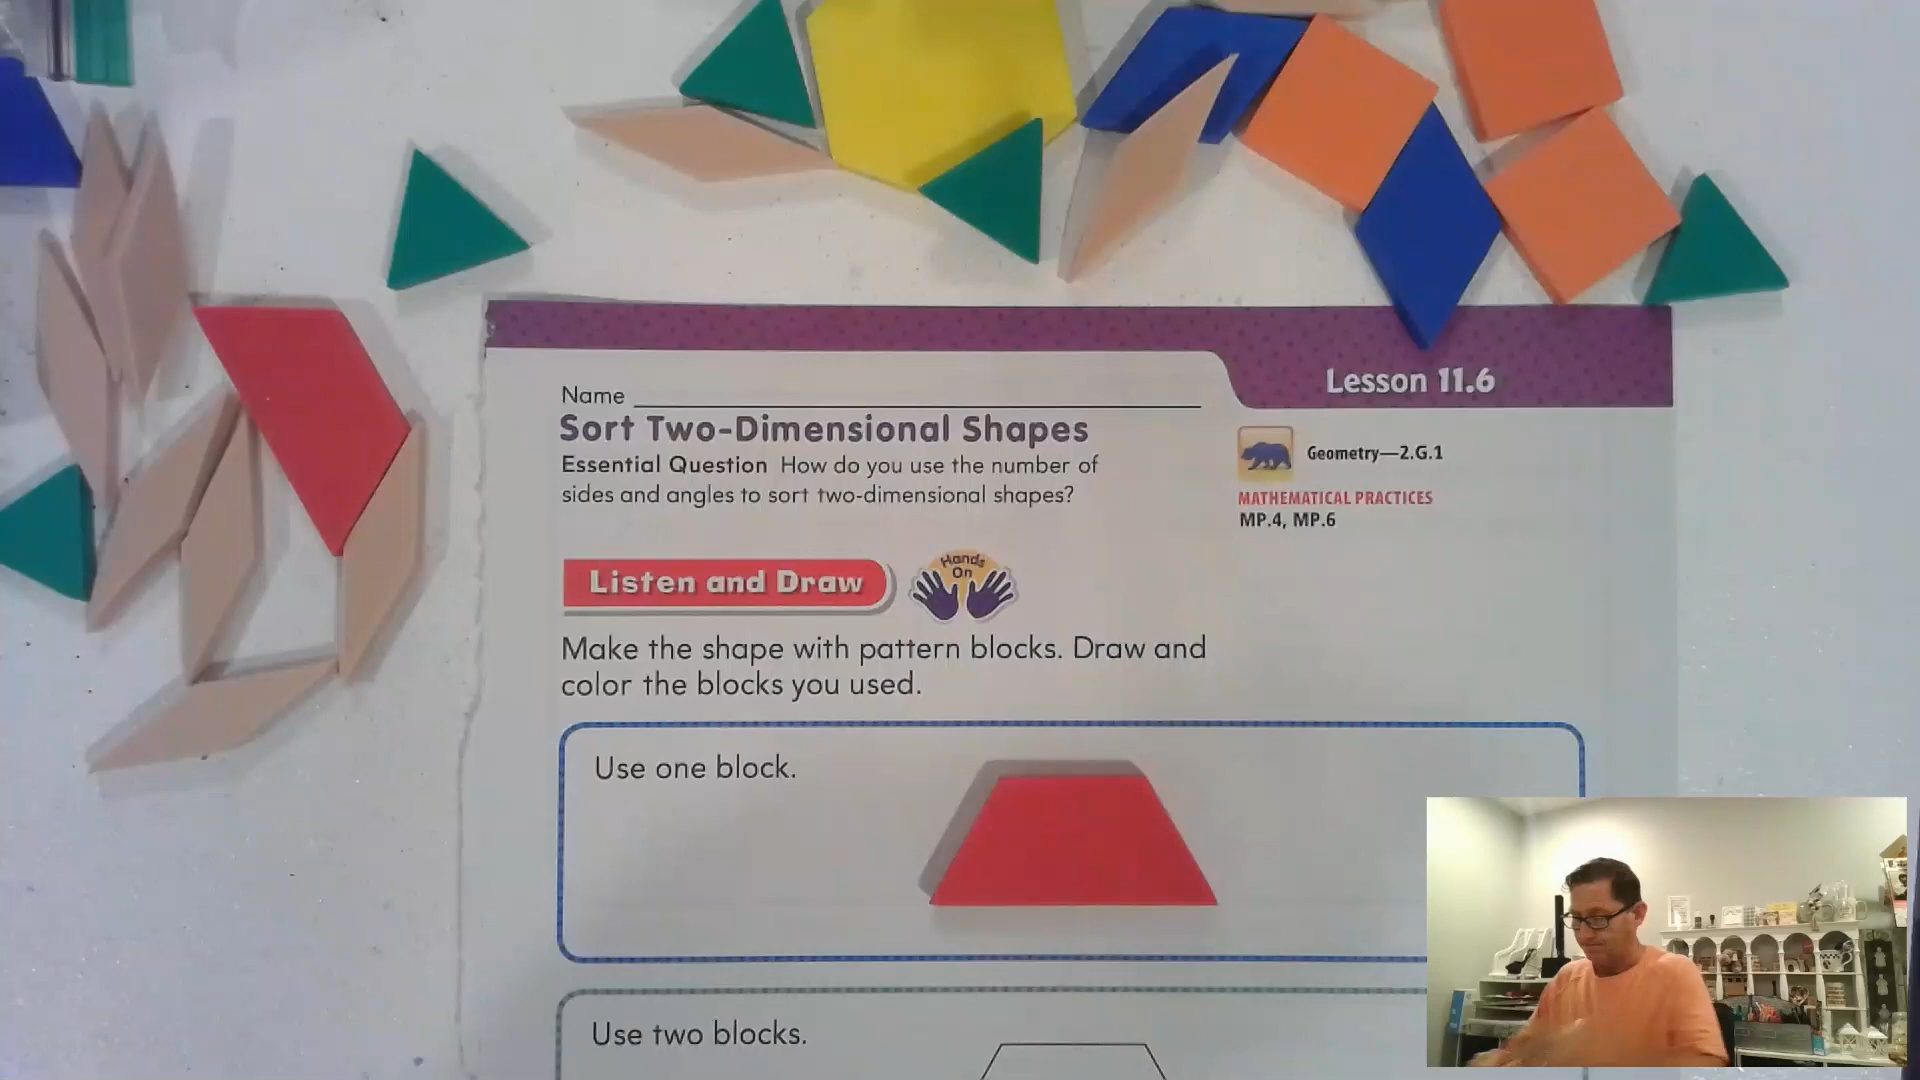 Lesson 11.6
Name
Sort Two-Dimensional Shapes
Essential Question How do you use the number of
sides and angles to sort two-dimensional shapes?
Geometry—2.G.1
MATHEMATICAL PRACTICES
MP.4, MP.6
Listen and Draw
Hands
On
Make the shape with pattern blocks. Draw and
color the blocks you used.
Use one block.
Use two blocks.